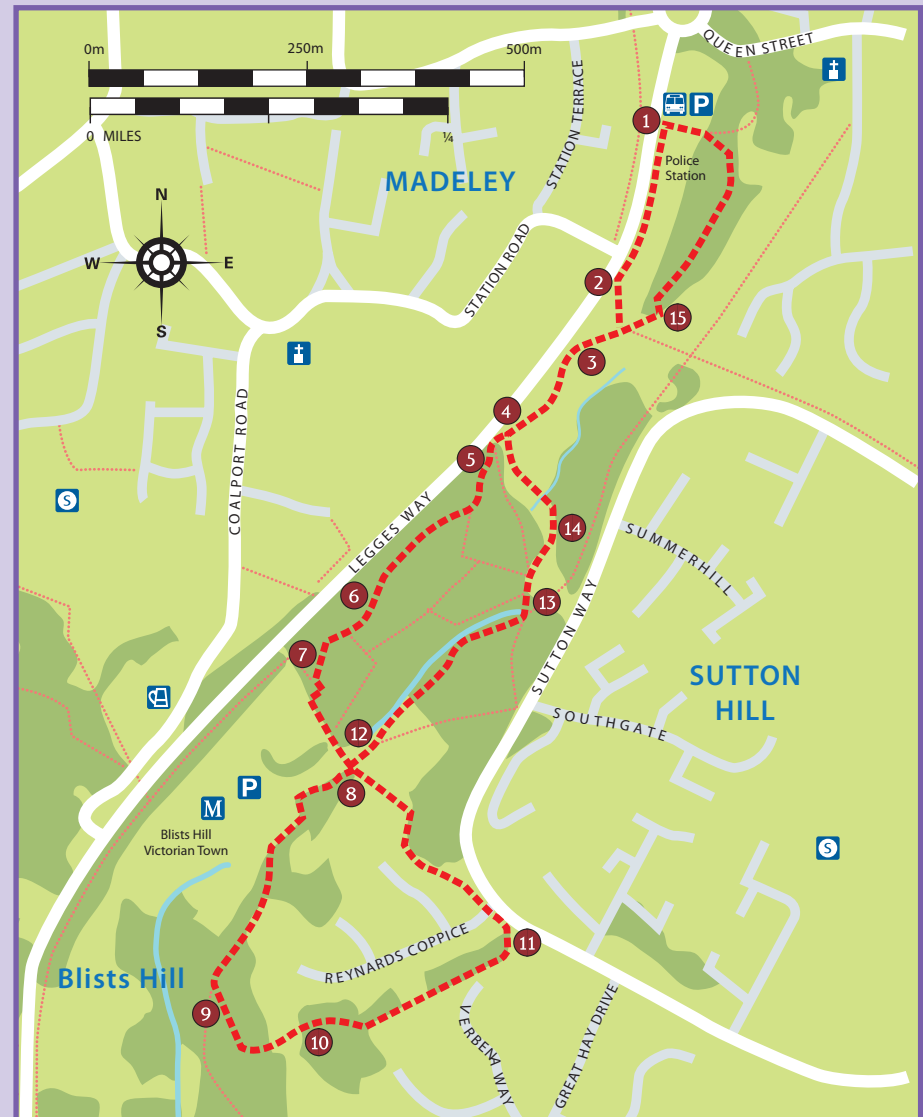 0m 250m 500m
0 MILES ¼
QUEEN STREET
P
1
Police
Station
STATION TERRACE
MADELEY
N
W E
S
STATION ROAD
2
15
3
4
5
COALPORT ROAD
S
LEGGES WAY
14
SUMMERHILL
6
13
7
SUTTON WAY
SUTTON
HILL
SOUTHGATE
12
8
P
M
Blists Hill
Victorian Town
S
11
REYNARDS COPPICE
Blists Hill
9
10
VERBENA WAY
GREAT HAY DRIVE